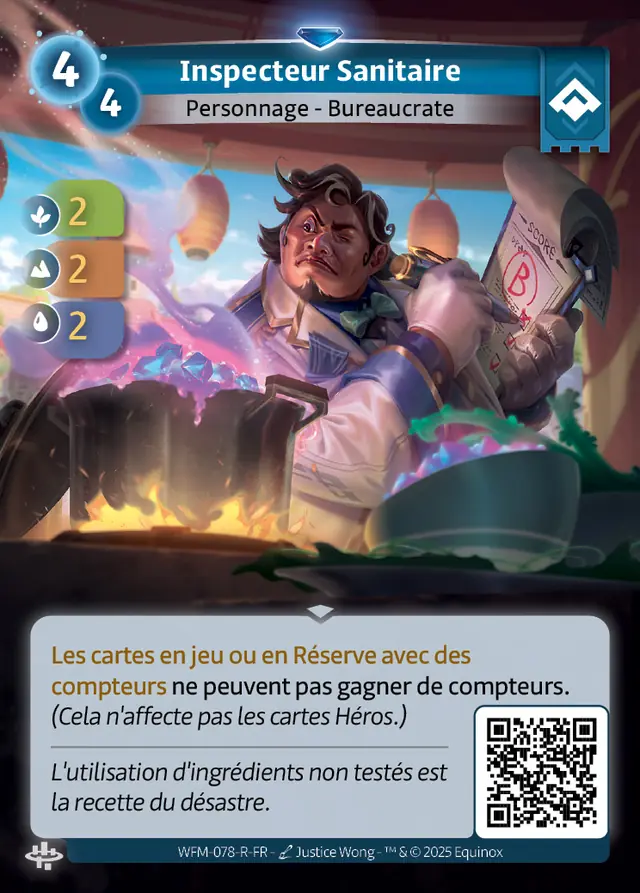 4
4
Inspecteur Sanitaire
Personnage - Bureaucrate
2
2
2
SCORE
B
Les cartes en jeu ou en Réserve avec des
compteurs ne peuvent pas gagner de compteurs.
(Cela n'affecte pas les cartes Héros.)
L'utilisation d'ingrédients non testés est
la recette du désastre.
WFM-078-R-FR - Justice Wong - ™ & © 2025 Equinox